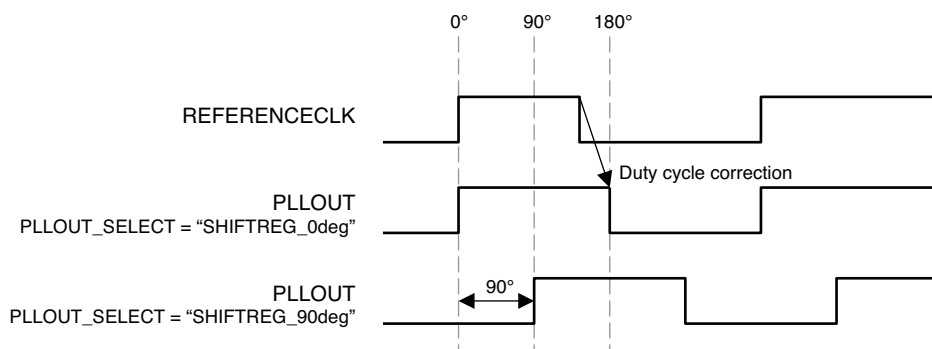 0° 90° 180°
REFERENCECLK
Duty cycle correction
PLLOUT
PLLOUT_SELECT = “SHIFTREG_0deg”
90°
PLLOUT
PLLOUT_SELECT = “SHIFTREG_90deg”